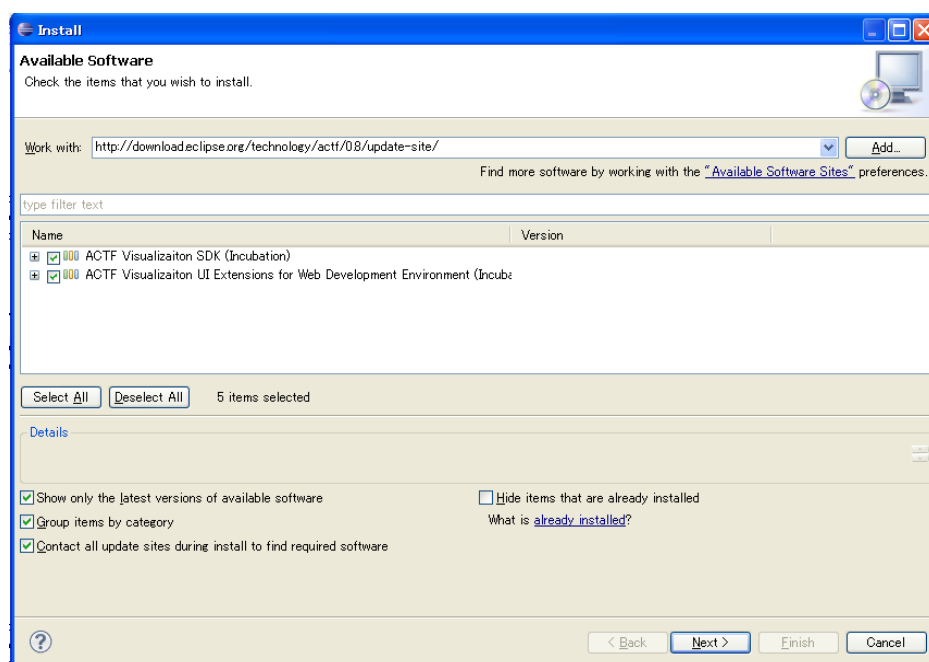 Install
Available Software
Check the items that you wish to install.
Work with: http://download.eclipse.org/technology/actf/0.8/update-site/ Add...
Find more software by working with the "Available Software Sites" preferences.
type filter text
Name Version
ACTF Visualizaiton SDK (Incubation)
ACTF Visualizaiton UI Extensions for Web Development Environment (Incuba
Select All Deselect All 5 items selected
Details
Show only the latest versions of available software Hide items that are already installed
Group items by category What is already installed?
Contact all update sites during install to find required software
? < Back Next > Finish Cancel